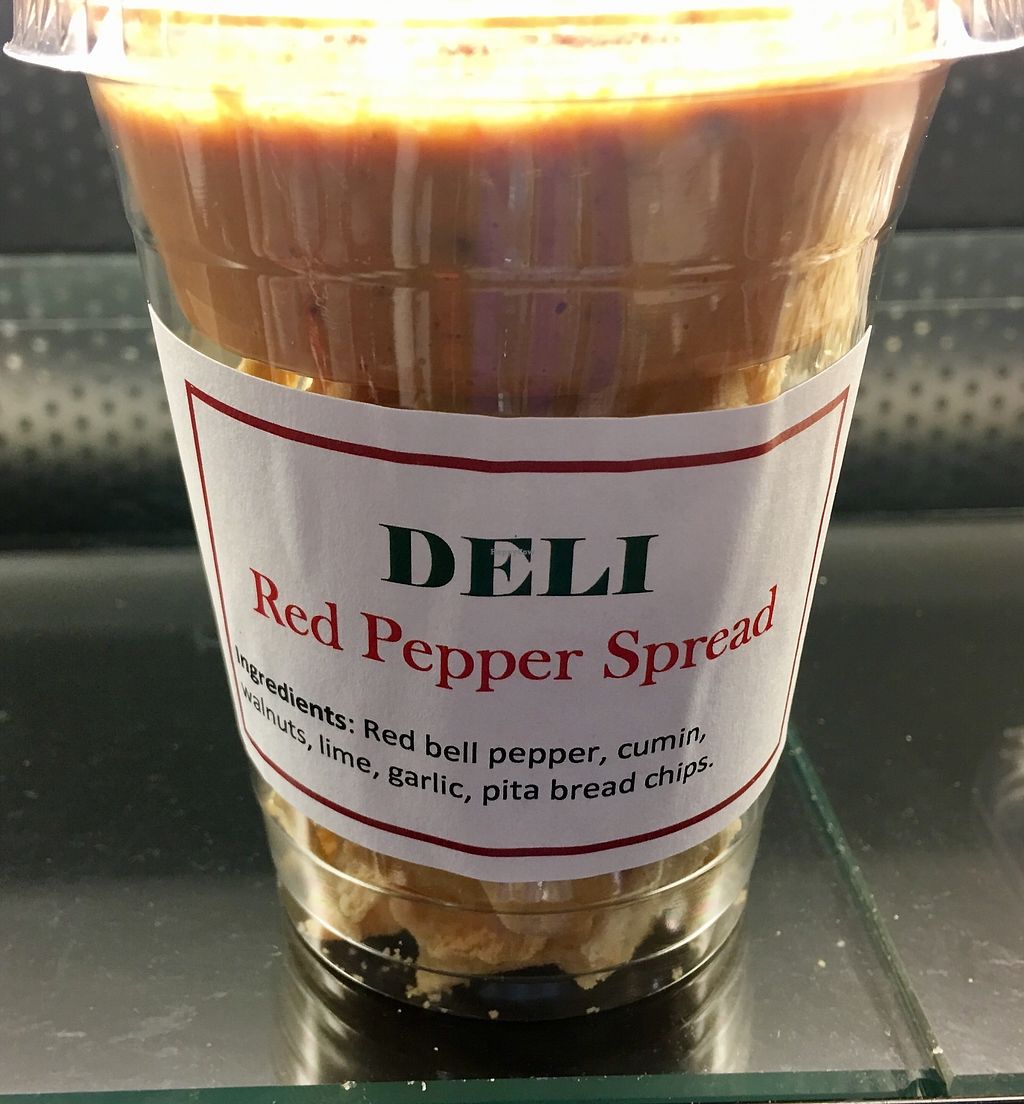 DELI
Red Pepper Spread
Ingredients: Red bell pepper, cumin,
walnuts, lime, garlic, pita bread chips.